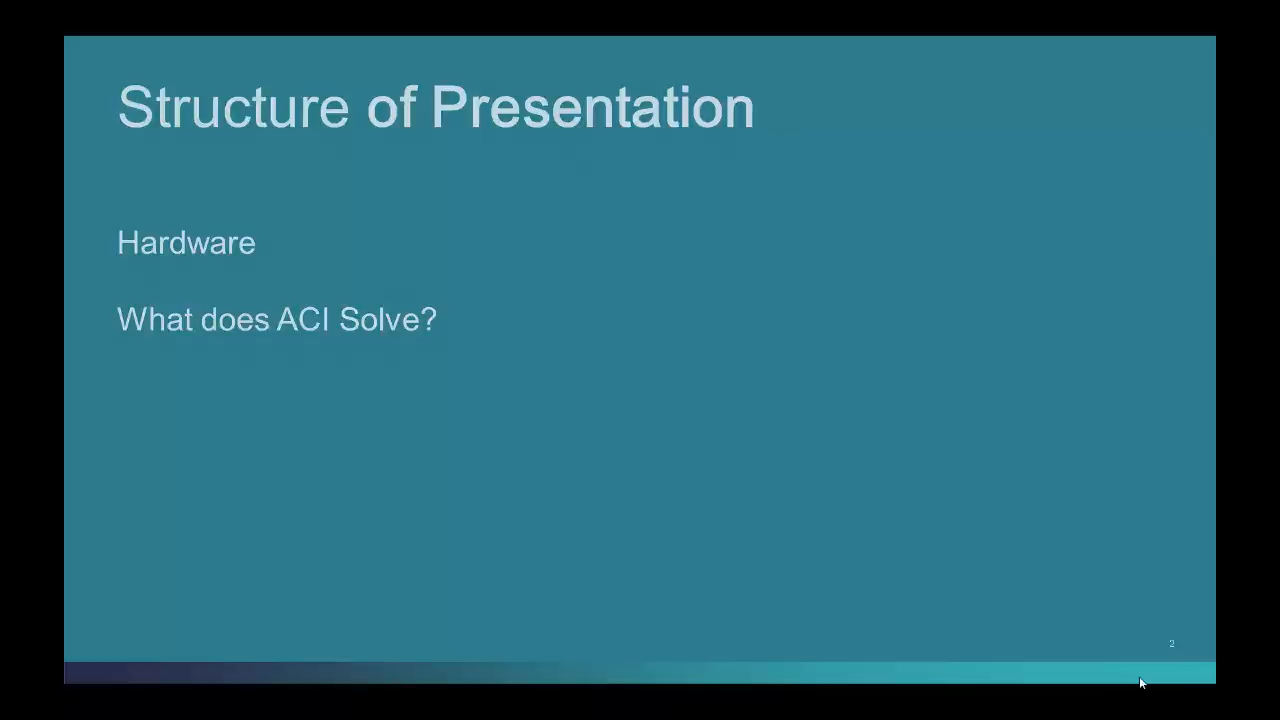 Structure of Presentation
Hardware
What does ACI Solve?
2